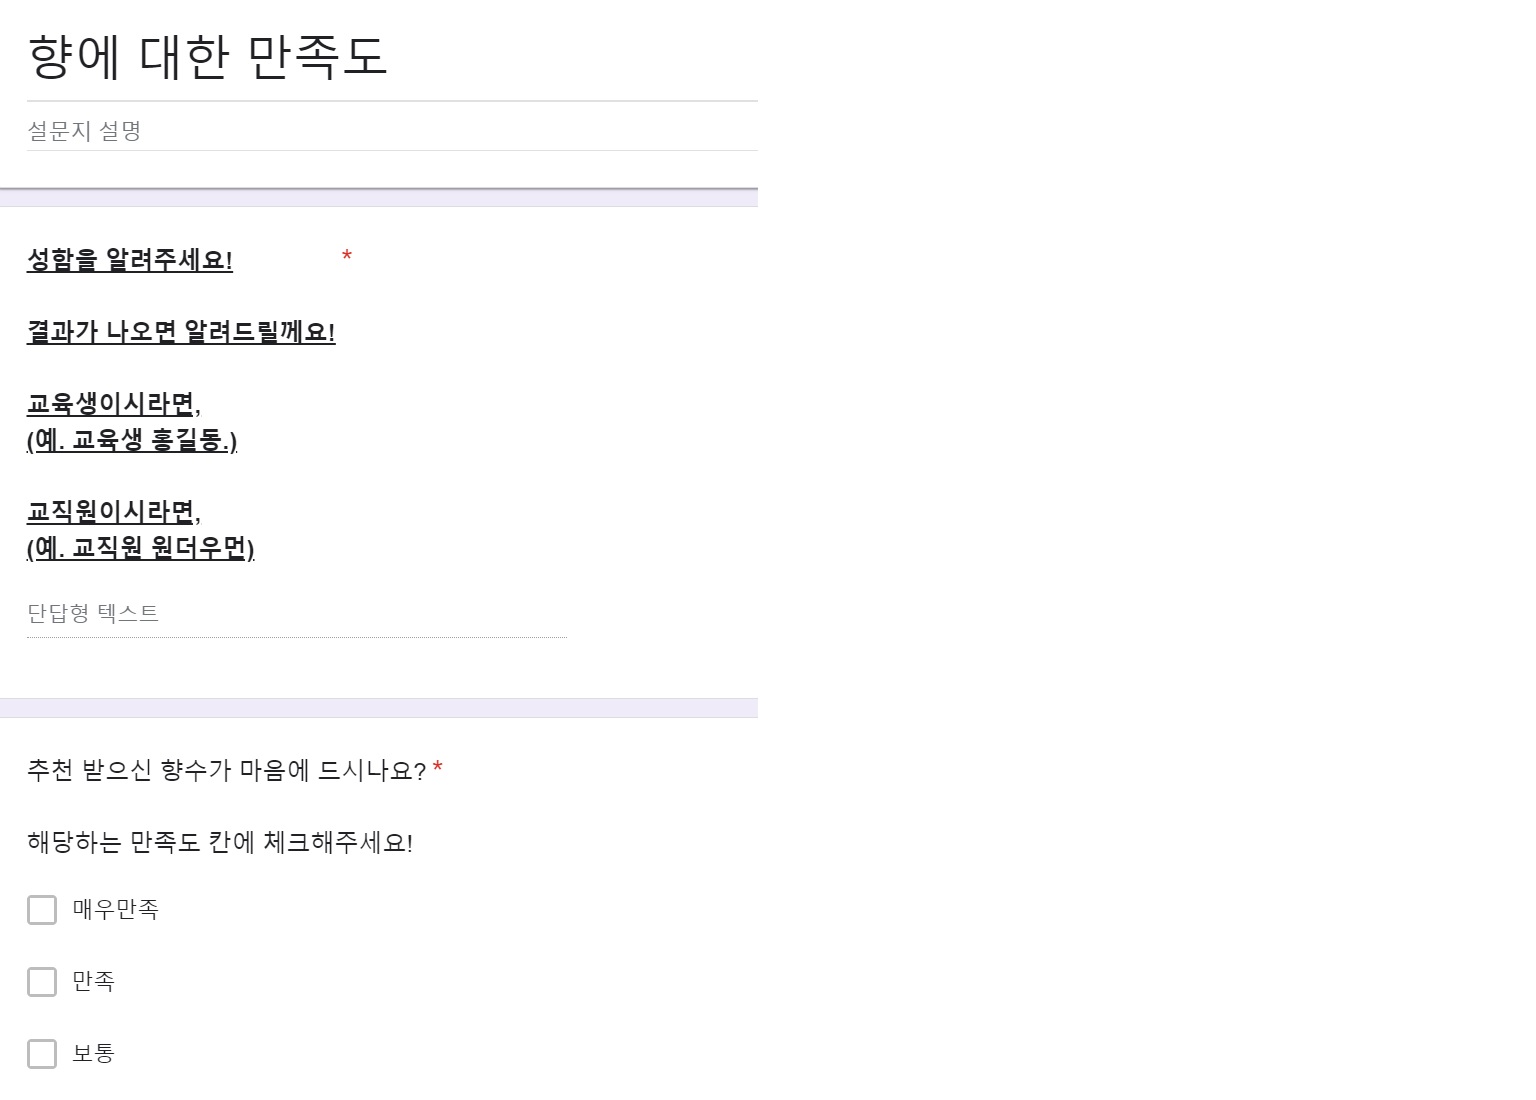 향에 대한 만족도
설문지 설명
성함을 알려주세요! *
결과가 나오면 알려드릴께요!
교육생이시라면,
(예. 교육생 홍길동.)
교직원이시라면,
(예. 교직원 원더우먼)
단답형 텍스트
추천 받으신 향수가 마음에 드시나요? *
해당하는 만족도 칸에 체크해주세요!
매우만족
만족
보통